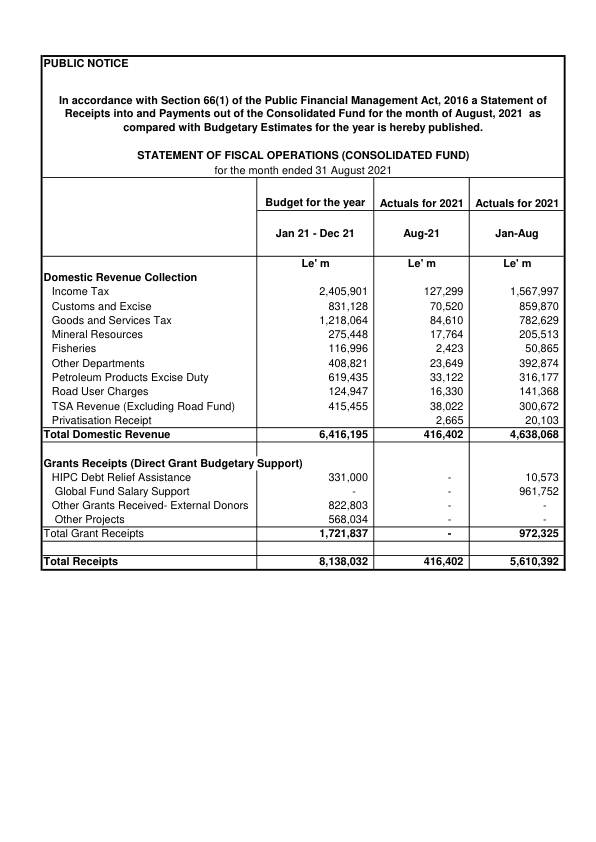 PUBLIC NOTICE
In accordance with Section 66(1) of the Public Financial Management Act, 2016 a Statement of
Receipts into and Payments out of the Consolidated Fund for the month of August, 2021 as
compared with Budgetary Estimates for the year is hereby published.
STATEMENT OF FISCAL OPERATIONS (CONSOLIDATED FUND)
for the month ended 31 August 2021
Budget for the year Actuals for 2021 Actuals for 2021
Jan 21 - Dec 21 Aug-21 Jan-Aug
Le' m Le' m Le' m
Domestic Revenue Collection
Income Tax 2,405,901 127,299 1,567,997
Customs and Excise 831,128 70,520 859,870
Goods and Services Tax 1,218,064 84,610 782,629
Mineral Resources 275,448 17,764 205,513
Fisheries 116,996 2,423 50,865
Other Departments 408,821 23,649 392,874
Petroleum Products Excise Duty 619,435 33,122 316,177
Road User Charges 124,947 16,330 141,368
TSA Revenue (Excluding Road Fund) 415,455 38,022 300,672
Privatisation Receipt 2,665 20,103
Total Domestic Revenue 6,416,195 416,402 4,638,068
Grants Receipts (Direct Grant Budgetary Support)
HIPC Debt Relief Assistance 331,000 - 10,573
Global Fund Salary Support - - 961,752
Other Grants Received- External Donors 822,803 - -
Other Projects 568,034 - -
Total Grant Receipts 1,721,837 - 972,325
Total Receipts 8,138,032 416,402 5,610,392